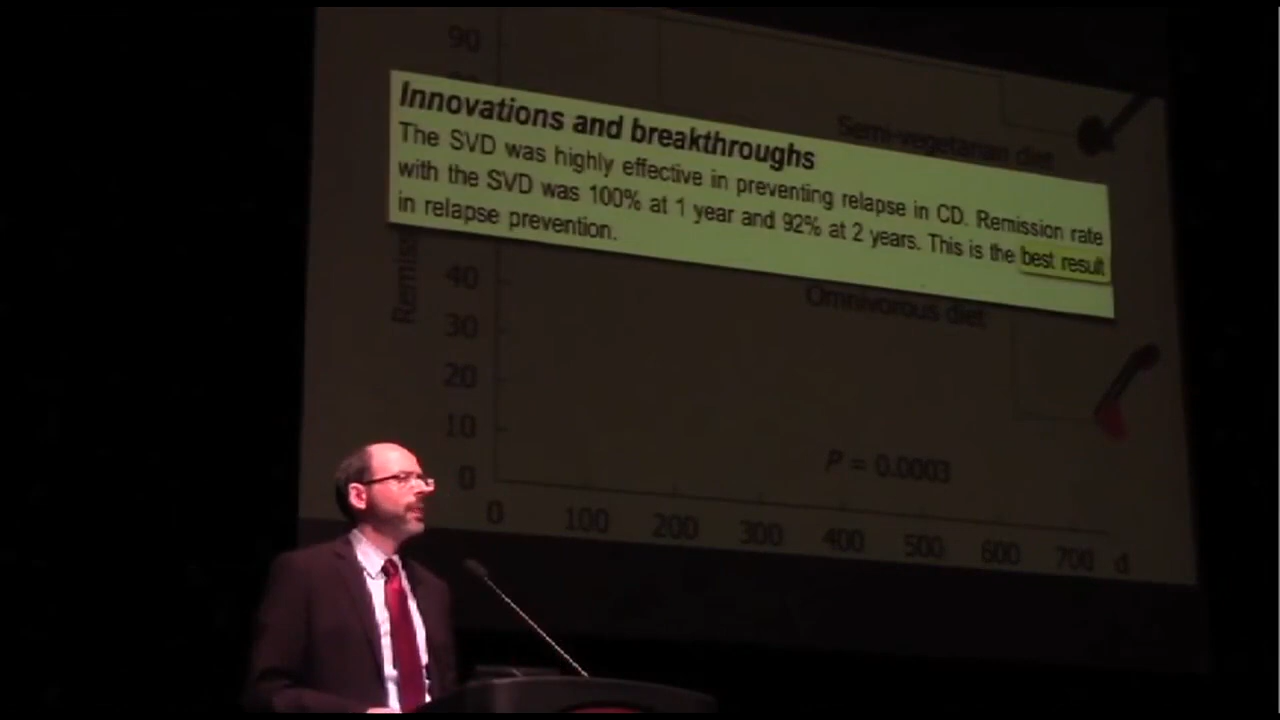 90
Innovations and breakthroughs
The SVD was highly effective in preventing relapse in CD. Remission rate
with the SVD was 100% at 1 year and 92% at 2 years. This is the best result
in relapse prevention.
Semi-vegetarian diet
Omnivorous diet
40
30
20
10
0
P = 0.0003
0 100 200 300 400 500 600 700 d